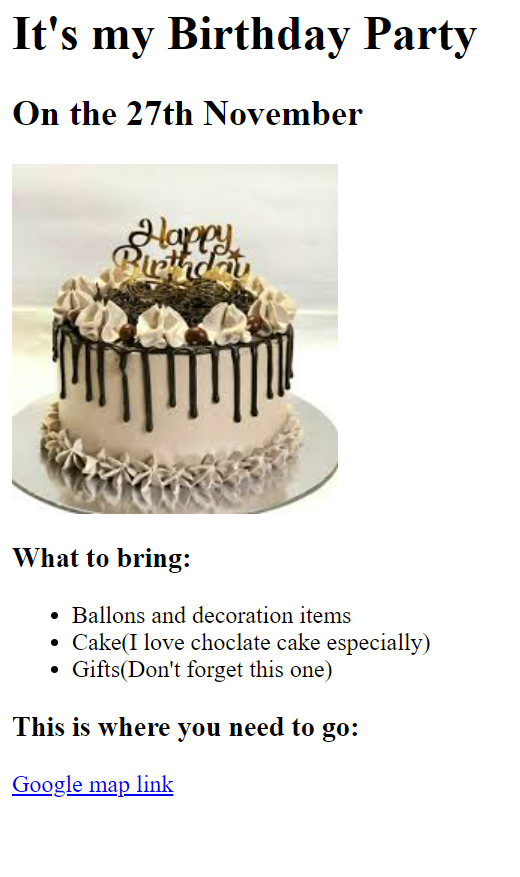 It's my Birthday Party
On the 27th November
Happy
Birthday
What to bring:
Ballons and decoration items
Cake(I love choclate cake especially)
Gifts(Don't forget this one)
This is where you need to go:
Google map link